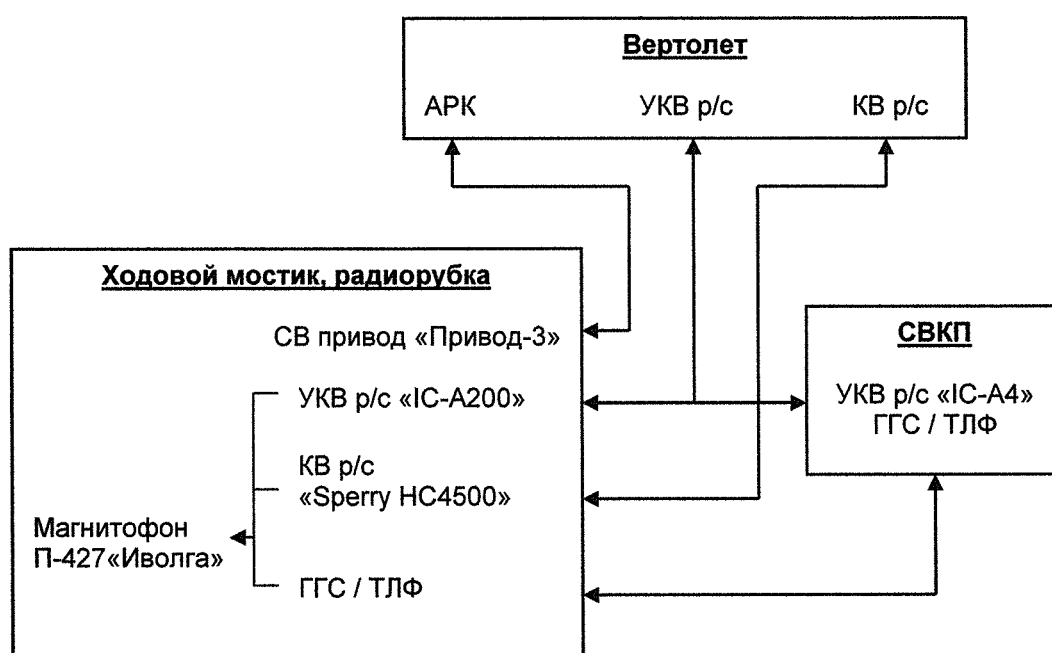 Вертолет
АРК УКВ р/с КВ р/с
Ходовой мостик, радиорубка
СВ привод «Привод-3»
УКВ р/с «IC-A200»
КВ р/с
«Sperry HC4500»
Магнитофон
П-427«Иволга»
ГГС / ТЛФ
СВКП
УКВ р/с «IC-A4»
ГГС / ТЛФ